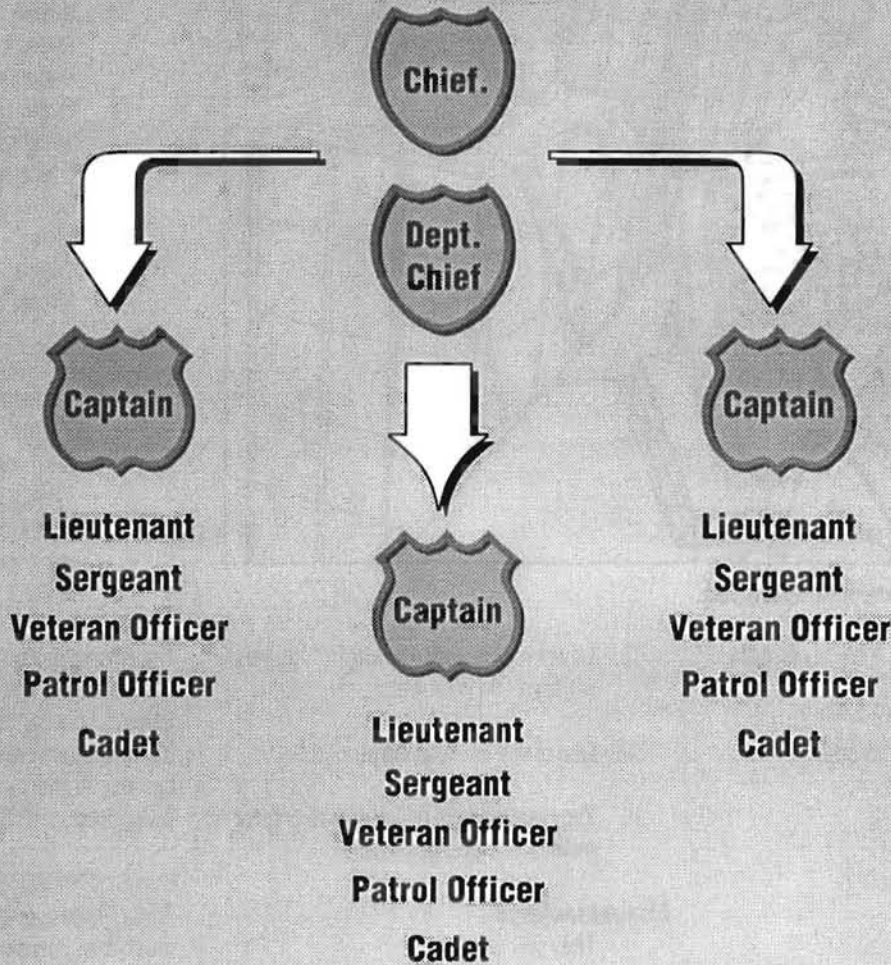 Chief.
Dept.
Chief
Captain
Lieutenant
Sergeant
Veteran Officer
Patrol Officer
Cadet
Captain
Lieutenant
Sergeant
Veteran Officer
Patrol Officer
Cadet
Captain
Lieutenant
Sergeant
Veteran Officer
Patrol Officer
Cadet